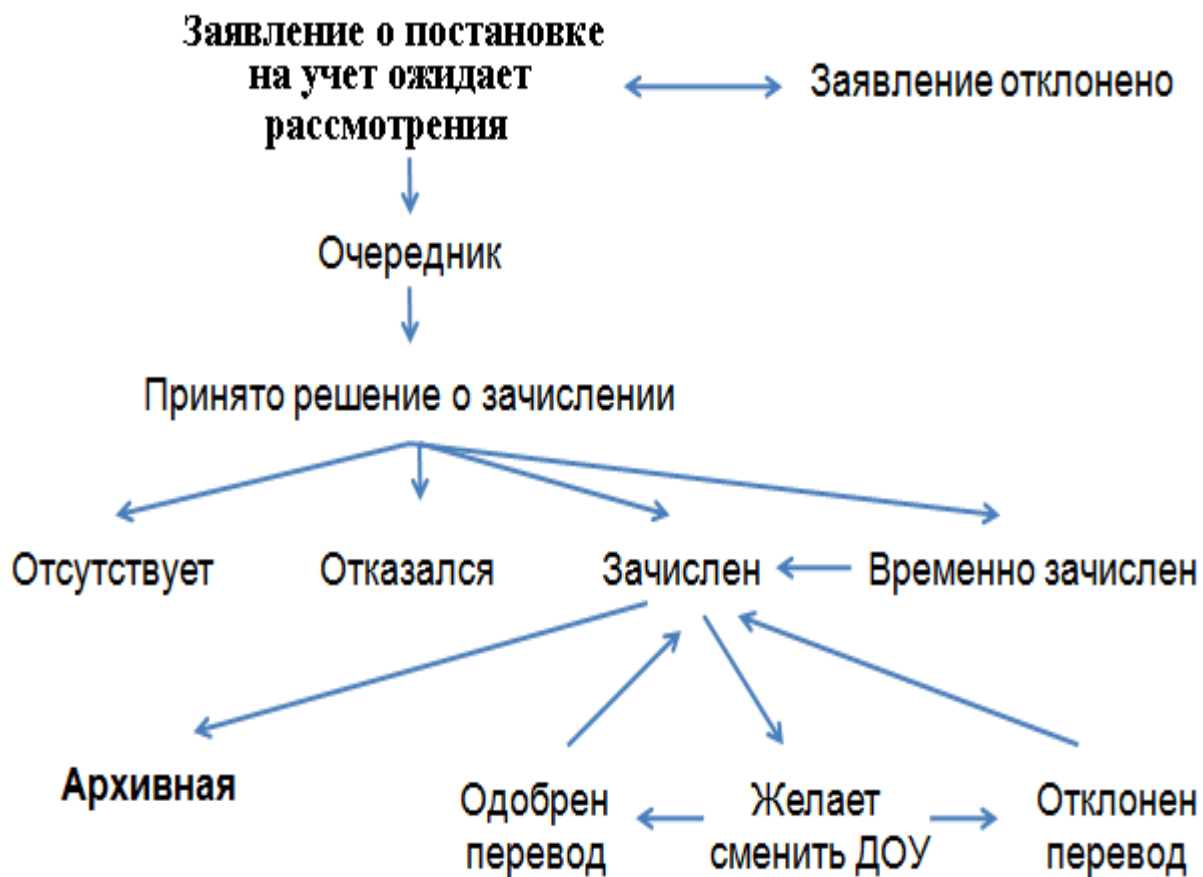 Заявление о постановке
на учет ожидает
рассмотрения
Заявление отклонено
Очередник
Принято решение о зачислении
Отсутствует
Отказался
Зачислен
Временно зачислен
Архивная
Одобрен
перевод
Желает
сменить ДОУ
Отклонен
перевод